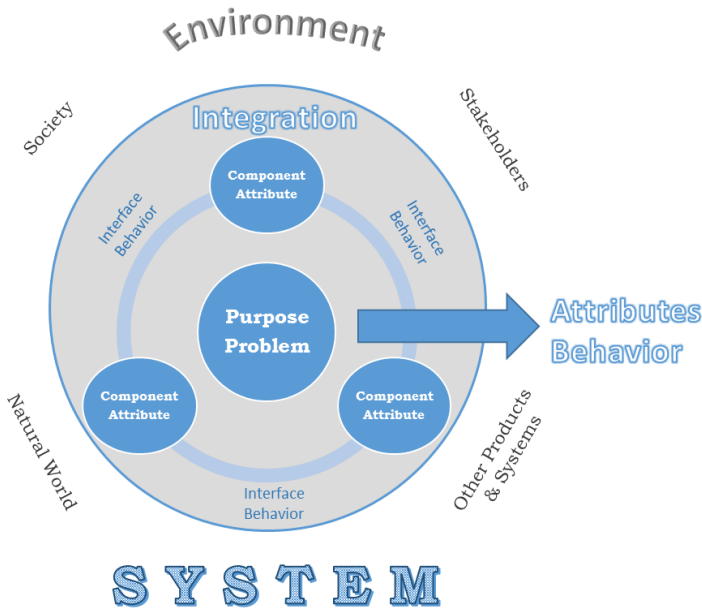 Environment
Society
Stakeholders
Integration
Component
Attribute
Interface
Behavior
Interface
Behavior
Purpose
Problem
Attributes
Behavior
Component
Attribute
Component
Attribute
Natural World
Other Products
& Systems
Interface
Behavior
SYSTEM